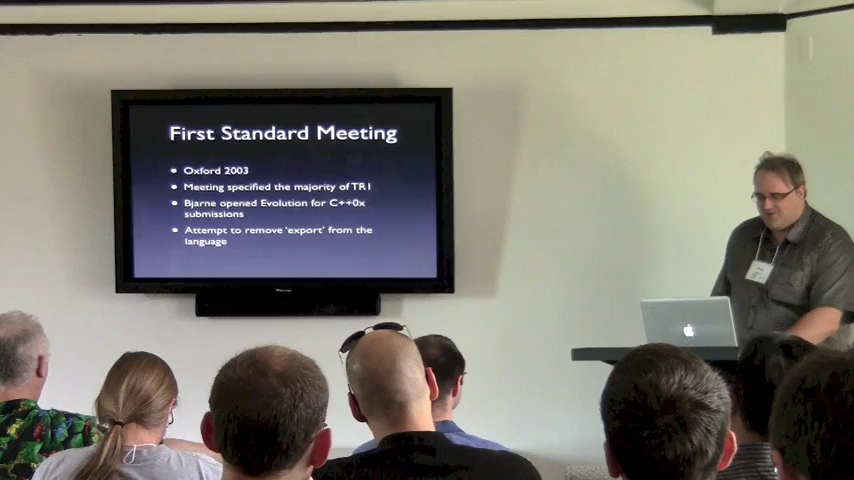 First Standard Meeting
Oxford 2003
Meeting specified the majority of TR1
Bjarne opened Evolution for C++0x
submissions
Attempt to remove 'export' from the
language